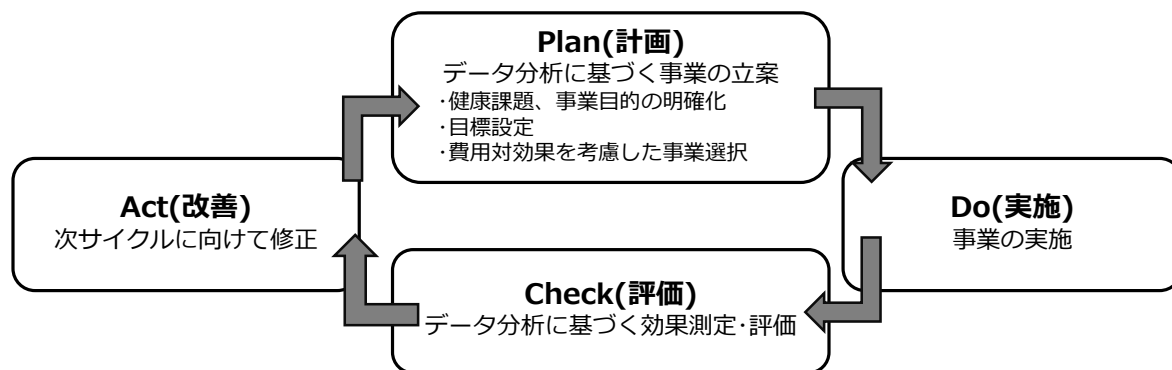 Plan(計画)
データ分析に基づく事業の立案
･健康課題、事業目的の明確化
･目標設定
･費用対効果を考慮した事業選択
Act(改善)
次サイクルに向けて修正
Do(実施)
事業の実施
Check(評価)
データ分析に基づく効果測定･評価